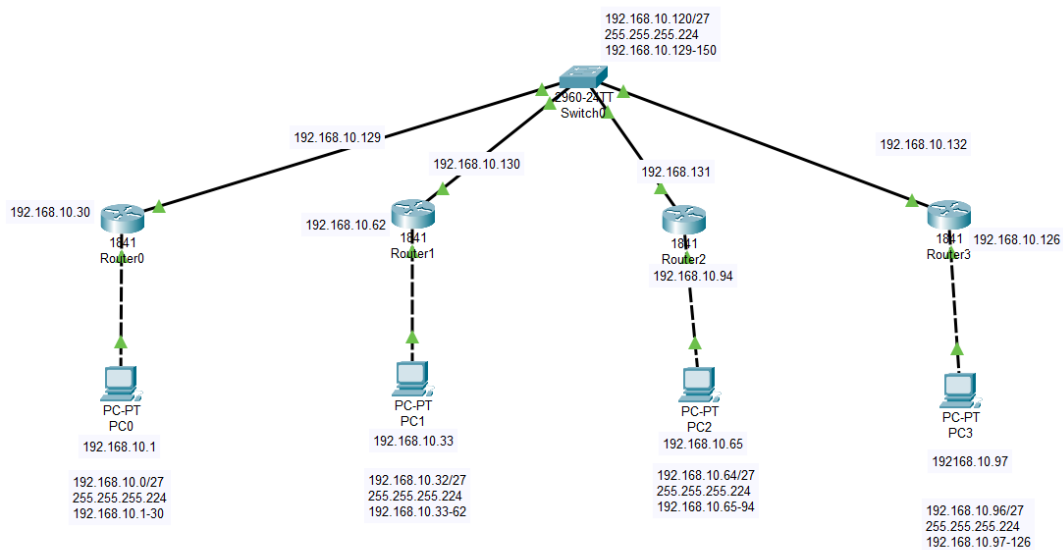 192.168.10.120/27
255.255.255.224
192.168.10.129-150
2960-24TT
Switch0
192.168.10.129
192.168.10.130
192.168.131
192.168.10.132
192.168.10.30
1841
Router0
192.168.10.62
1841
Router1
1841
Router2
192.168.10.94
1841
Router3
192.168.10.126
PC-PT
PC0
192.168.10.1
192.168.10.0/27
255.255.255.224
192.168.10.1-30
PC-PT
PC1
192.168.10.33
192.168.10.32/27
255.255.255.224
192.168.10.33-62
PC-PT
PC2
192.168.10.65
192.168.10.64/27
255.255.255.224
192.168.10.65-94
PC-PT
PC3
192168.10.97
192.168.10.96/27
255.255.255.224
192.168.10.97-126